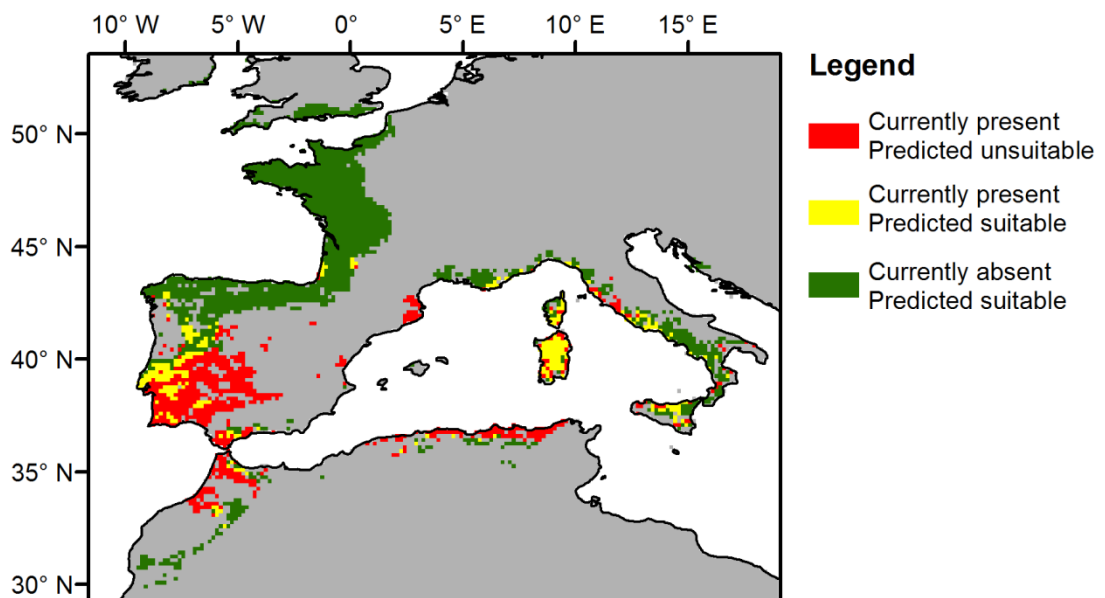 10° W 5° W 0° 5° E 10° E 15° E
50° N
45° N
40° N
35° N
30° N
Legend
Currently present
Predicted unsuitable
Currently present
Predicted suitable
Currently absent
Predicted suitable